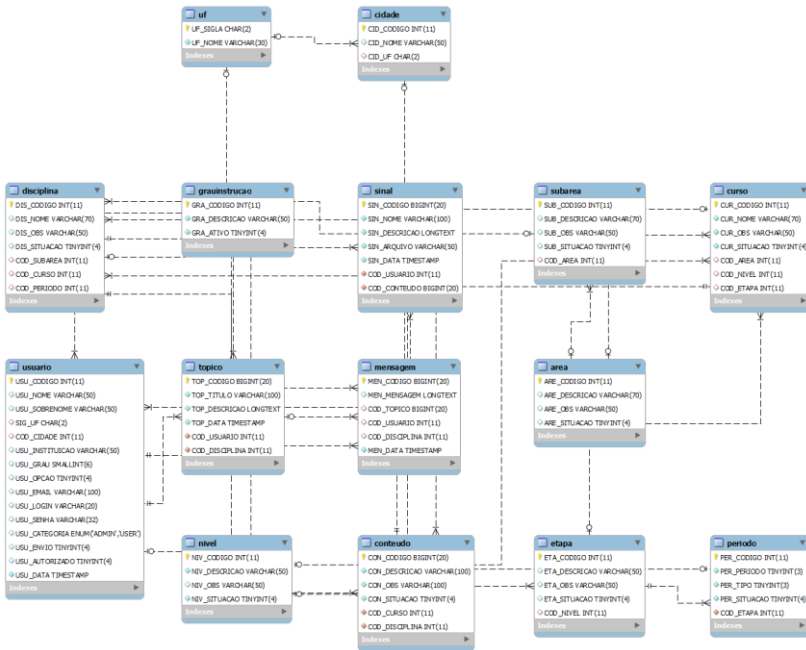 uf
UF_SIGLA CHAR(2)
UF_NOME VARCHAR(30)
Indexes
cidade
CID_CODIGO INT(11)
CID_NOME VARCHAR(50)
CID_UF CHAR(2)
Indexes
disciplina
DIS_CODIGO INT(11)
DIS_NOME VARCHAR(70)
DIS_OBS VARCHAR(50)
DIS_SITUACAO TINYINT(4)
COD_SUBAREA INT(11)
COD_CURSO INT(11)
COD_PERIODO INT(11)
Indexes
grauinstrucao
GRA_CODIGO INT(11)
GRA_DESCRICAO VARCHAR(50)
GRA_ATIVO TINYINT(4)
Indexes
sinal
SIN_CODIGO BIGINT(20)
SIN_NOME VARCHAR(100)
SIN_DESCRICAO LONGTEXT
SIN_ARQUIVO VARCHAR(50)
SIN_DATA TIMESTAMP
COD_USUARIO INT(11)
COD_CONTEUDO BIGINT(20)
Indexes
subarea
SUB_CODIGO INT(11)
SUB_DESCRICAO VARCHAR(70)
SUB_OBS VARCHAR(50)
SUB_SITUACAO TINYINT(4)
COD_AREA INT(11)
Indexes
curso
CUR_CODIGO INT(11)
CUR_NOME VARCHAR(70)
CUR_OBS VARCHAR(50)
CUR_SITUACAO TINYINT(4)
COD_AREA INT(11)
COD_NIVEL INT(11)
COD_ETAPA INT(11)
Indexes
usuario
USU_CODIGO INT(11)
USU_NOME VARCHAR(50)
USU_SOBRENOME VARCHAR(50)
SIG_UF CHAR(2)
COD_CIDADE INT(11)
USU_INSTITUICAO VARCHAR(50)
USU_GRAU SMALLINT(6)
USU_OPCAO TINYINT(4)
USU_EMAIL VARCHAR(100)
USU_LOGIN VARCHAR(20)
USU_SENHA VARCHAR(32)
USU_CATEGORIA ENUM('ADMIN','USER')
USU_ENVIO TINYINT(4)
USU_AUTORIZADO TINYINT(4)
USU_DATA TIMESTAMP
Indexes
topico
TOP_CODIGO BIGINT(20)
TOP_TITULO VARCHAR(100)
TOP_DESCRICAO LONGTEXT
TOP_DATA TIMESTAMP
COD_USUARIO INT(11)
COD_DISCIPLINA INT(11)
Indexes
mensagem
MEN_CODIGO BIGINT(20)
MEN_MENSAGEM LONGTEXT
COD_TOPICO BIGINT(20)
COD_USUARIO INT(11)
COD_DISCIPLINA INT(11)
MEN_DATA TIMESTAMP
Indexes
area
ARE_CODIGO INT(11)
ARE_DESCRICAO VARCHAR(70)
ARE_OBS VARCHAR(50)
ARE_SITUACAO TINYINT(4)
Indexes
nivel
NIV_CODIGO INT(11)
NIV_DESCRICAO VARCHAR(50)
NIV_OBS VARCHAR(50)
NIV_SITUACAO TINYINT(4)
Indexes
conteudo
CON_CODIGO BIGINT(20)
CON_DESCRICAO VARCHAR(100)
CON_OBS VARCHAR(100)
CON_SITUACAO TINYINT(4)
COD_CURSO INT(11)
COD_DISCIPLINA INT(11)
Indexes
etapa
ETA_CODIGO INT(11)
ETA_DESCRICAO VARCHAR(50)
ETA_OBS VARCHAR(50)
ETA_SITUACAO TINYINT(4)
COD_NIVEL INT(11)
Indexes
periodo
PER_CODIGO INT(11)
PER_PERIODO TINYINT(3)
PER_TIPO TINYINT(3)
PER_SITUACAO TINYINT(4)
COD_ETAPA INT(11)
Indexes